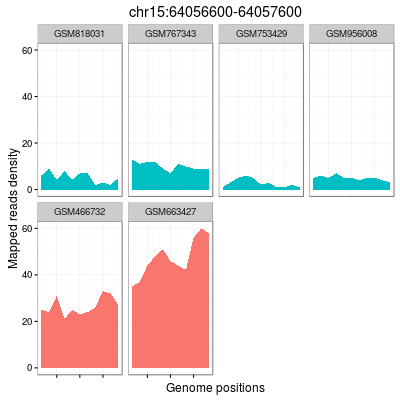 chr15:64056600-64057600
GSM818031 GSM767343 GSM753429 GSM956008
60
40
20
0
Mapped reads density
GSM466732 GSM663427
60
40
20
0
Genome positions